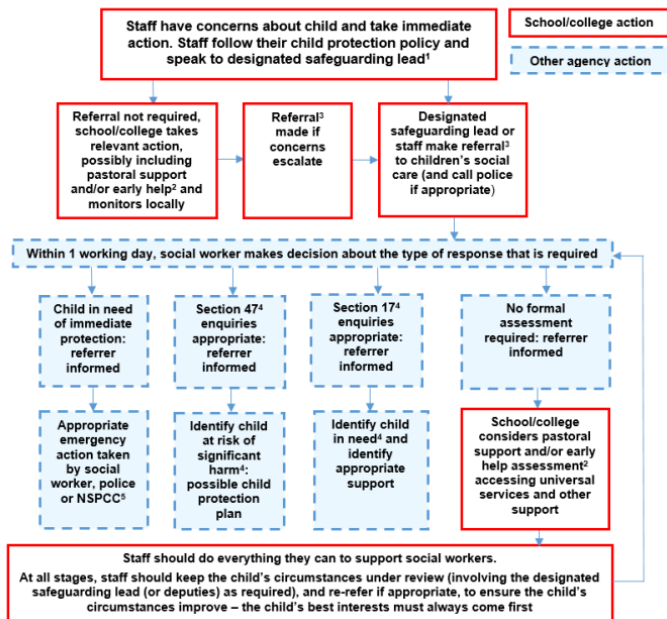 Staff have concerns about child and take immediate
action. Staff follow their child protection policy and
speak to designated safeguarding lead¹
School/college action
Other agency action
Referral not required,
school/college takes
relevant action,
possibly including
pastoral support
and/or early help² and
monitors locally
Referral³
made if
concerns
escalate
Designated
safeguarding lead or
staff make referral³
to children’s social
care (and call police
if appropriate)
Within 1 working day, social worker makes decision about the type of response that is required
Child in need
of immediate
protection:
referrer
informed
Section 47⁴
enquiries
appropriate:
referrer
informed
Section 17⁴
enquiries
appropriate:
referrer
informed
No formal
assessment
required: referrer
informed
Appropriate
emergency
action taken
by social
worker, police
or NSPCC⁵
Identify child
at risk of
significant
harm⁴:
possible child
protection
plan
Identify child
in need⁴ and
identify
appropriate
support
School/college
considers pastoral
support and/or early
help assessment²
accessing universal
services and other
support
Staff should do everything they can to support social workers.
At all stages, staff should keep the child’s circumstances under review (involving the designated
safeguarding lead (or deputies) as required), and re-refer if appropriate, to ensure the child’s
circumstances improve – the child’s best interests must always come first